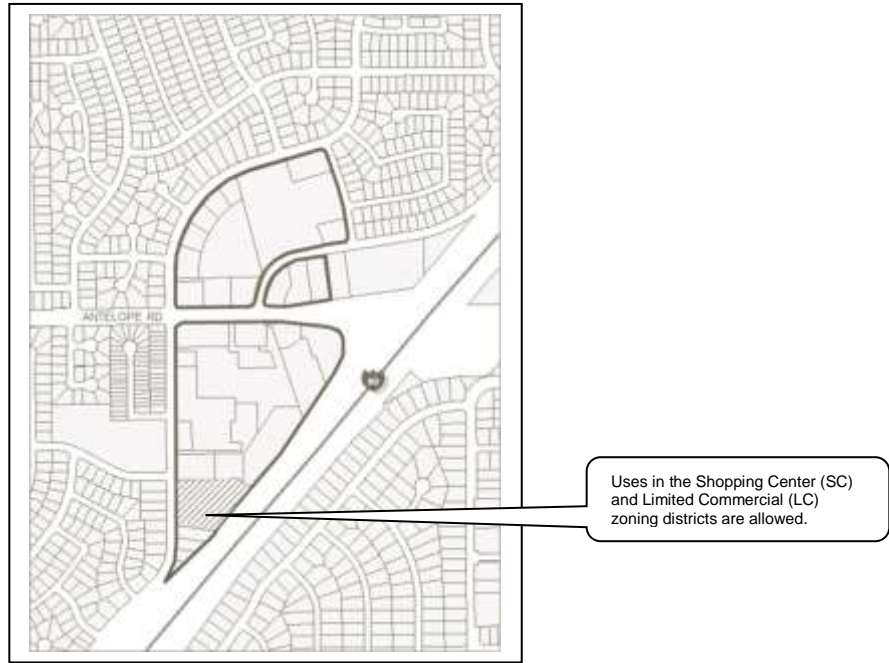 ANTELOPE RD
Uses in the Shopping Center (SC)
and Limited Commercial (LC)
zoning districts are allowed.